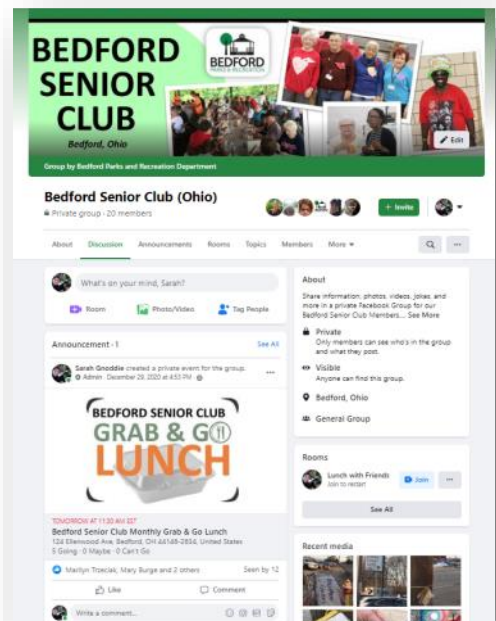 BEDFORD
SENIOR
CLUB
Bedford, Ohio
BEDFORD
PARKS & RECREATION
Edit
Group by Bedford Parks and Recreation Department
Bedford Senior Club (Ohio)
Private group · 20 members
+ Invite
About Discussion Announcements Rooms Topics Members More
What's on your mind, Sarah?
Room Photo/Video Tag People
Announcement · 1 See All
Sarah Gnoddie created a private event for the group.
Admin · December 29, 2020 at 4:53 PM
BEDFORD SENIOR CLUB
GRAB & GO
LUNCH
TOMORROW AT 11:30 AM EST
Bedford Senior Club Monthly Grab & Go Lunch
124 Ellenwood Ave, Bedford, OH 44146-2834, United States
5 Going · 0 Maybe · 0 Can't Go
Marilyn Trzeciak, Mary Burge and 2 others Seen by 12
Like Comment
Write a comment...
About
Share information, photos, videos, jokes, and
more in a private Facebook Group for our
Bedford Senior Club Members.... See More
Private
Only members can see who's in the group
and what they post.
Visible
Anyone can find this group.
Bedford, Ohio
General Group
Rooms
Lunch with Friends
Join to restart
Join
See All
Recent media